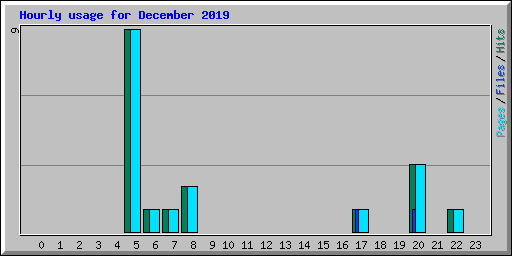 Hourly usage for December 2019
9
Pages/Files/Hits
0 1 2 3 4 5 6 7 8 9 10 11 12 13 14 15 16 17 18 19 20 21 22 23